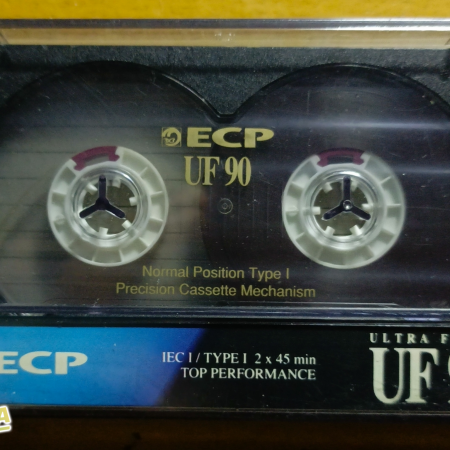 ECP
UF 90
Normal Position Type I
Precision Cassette Mechanism
ECP
IEC I / TYPE I 2 x 45 min
TOP PERFORMANCE
ULTRA
UF